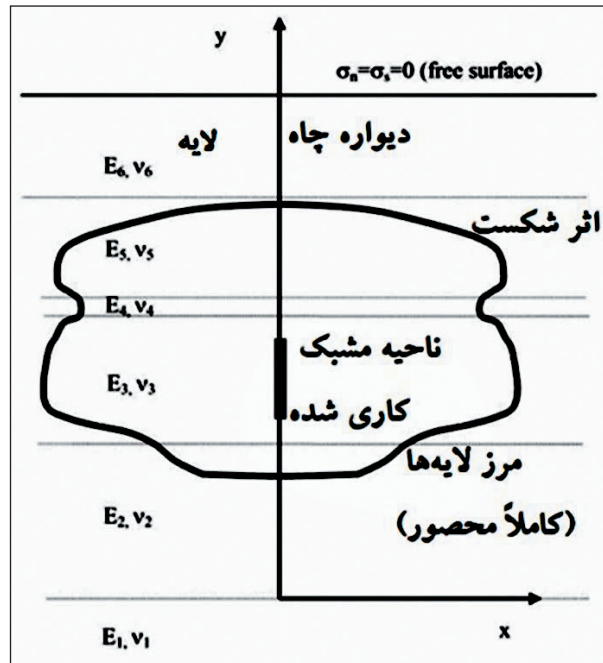 y
σₙ=σₛ=0 (free surface)
لایه
دیواره چاه
E₆, ν₆
اثر شکست
E₅, ν₅
E₄, ν₄
ناحیه مشبک
کاری شده
E₃, ν₃
مرز لایه‌ها
(کاملاً محصور)
E₂, ν₂
x
E₁, ν₁